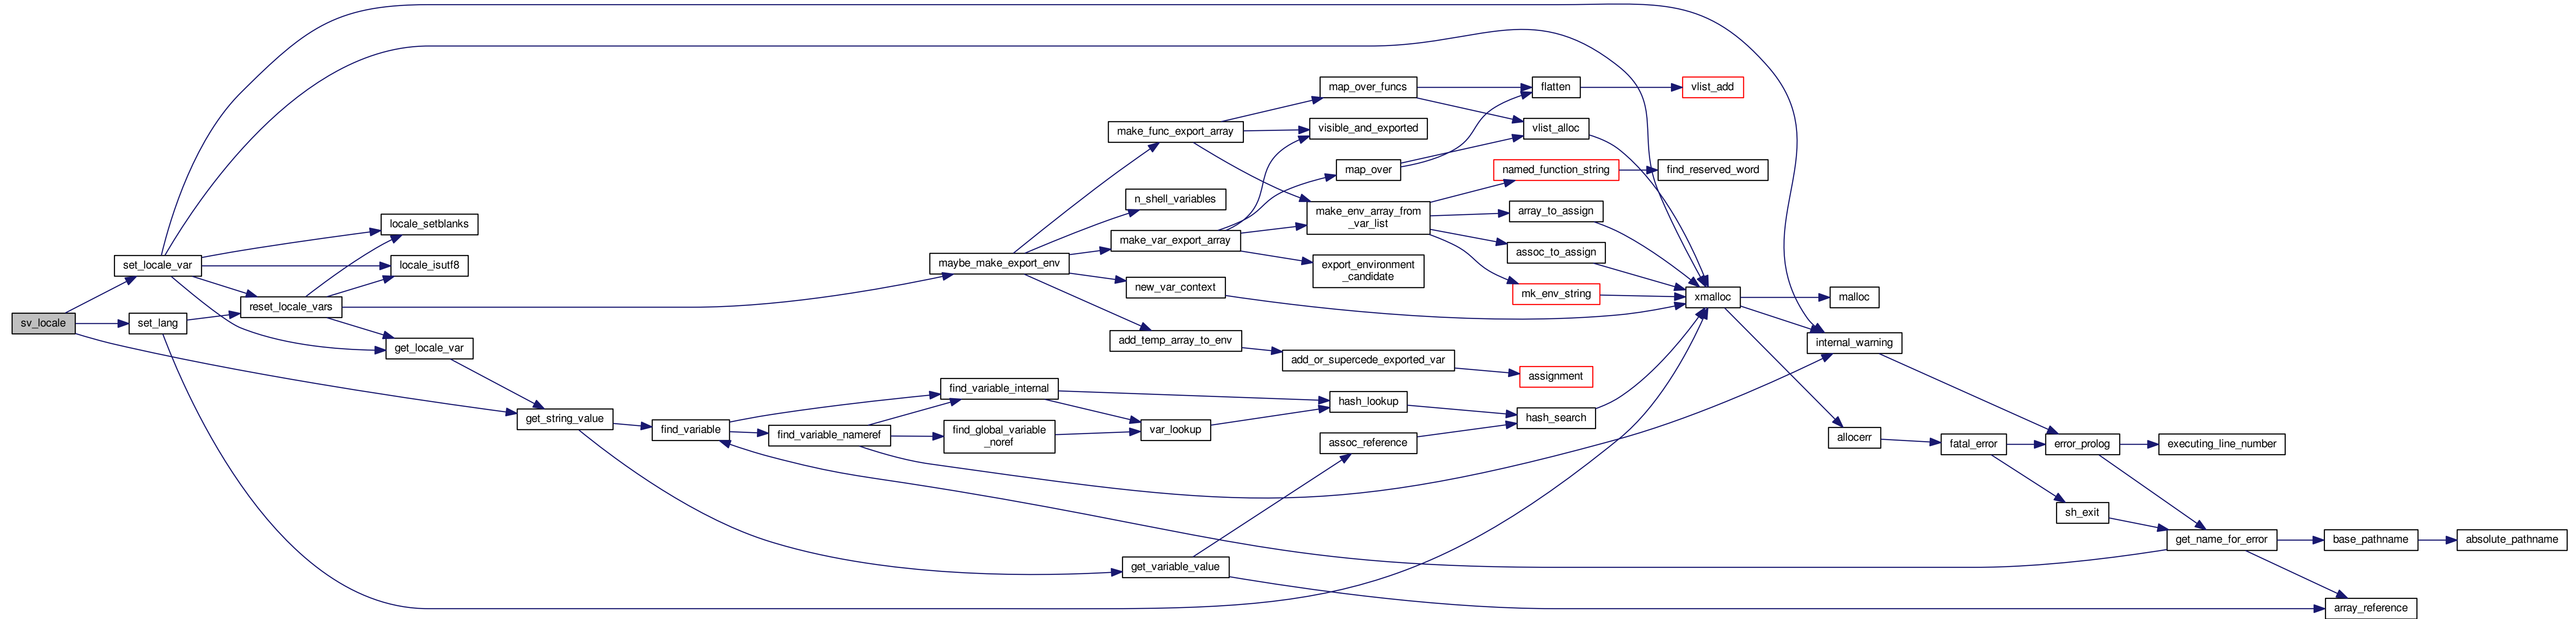 map_over_funcs
flatten
vlist_add
make_func_export_array
visible_and_exported
vlist_alloc
map_over
named_function_string
find_reserved_word
n_shell_variables
make_env_array_from
_var_list
array_to_assign
locale_setblanks
make_var_export_array
assoc_to_assign
set_locale_var
locale_isutf8
maybe_make_export_env
export_environment
_candidate
new_var_context
mk_env_string
xmalloc
malloc
reset_locale_vars
sv_locale
set_lang
get_locale_var
add_temp_array_to_env
internal_warning
add_or_supercede_exported_var
assignment
find_variable_internal
hash_lookup
get_string_value
find_variable
find_variable_nameref
find_global_variable
_noref
var_lookup
hash_search
assoc_reference
allocerr
fatal_error
error_prolog
executing_line_number
sh_exit
get_name_for_error
base_pathname
absolute_pathname
get_variable_value
array_reference